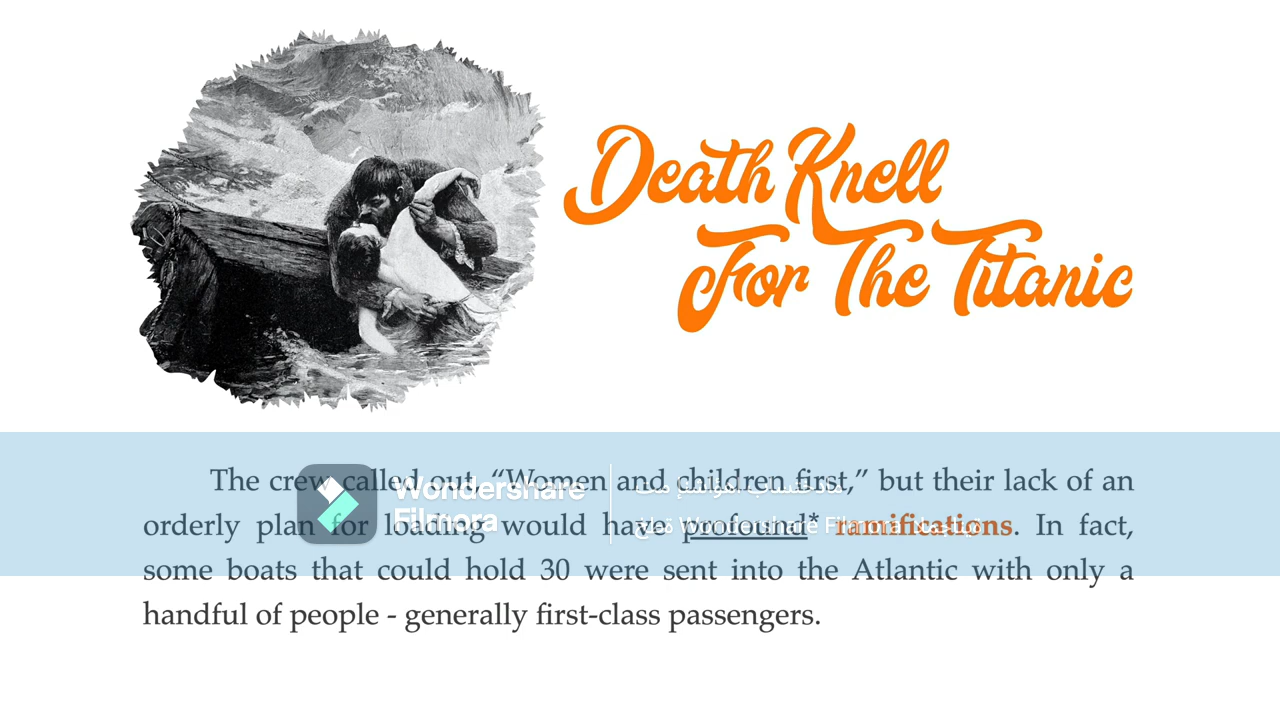 Death Knell
For The Titanic
The crew called out, “Women and children first,” but their lack of an
orderly plan for loading would have profound* ramifications. In fact,
some boats that could hold 30 were sent into the Atlantic with only a
handful of people - generally first-class passengers.
Wondershare
Filmora
Wondershare Filmora